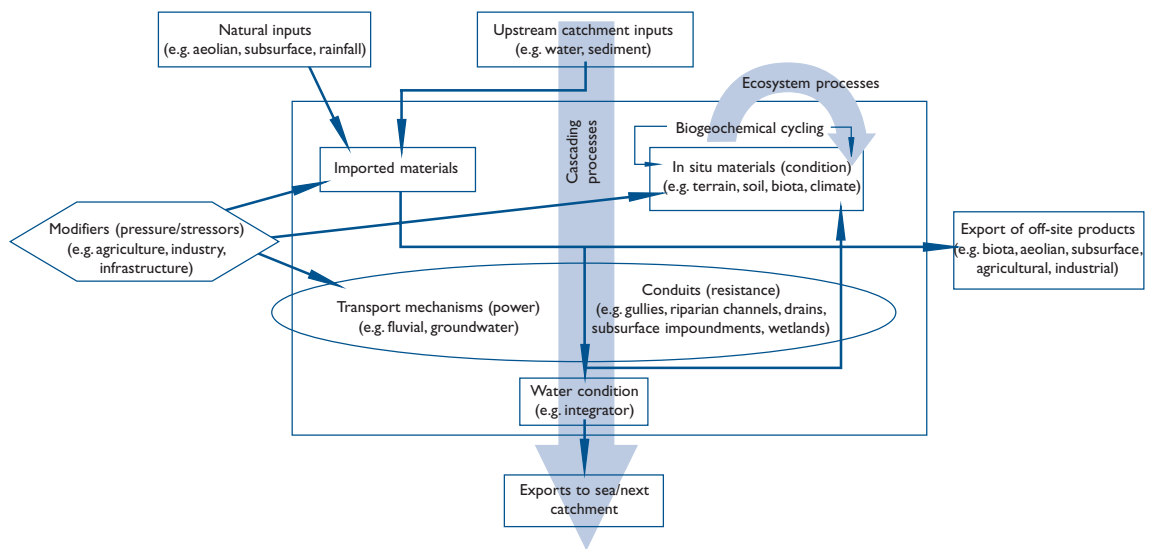 Natural inputs
(e.g. aeolian, subsurface, rainfall)
Upstream catchment inputs
(e.g. water, sediment)
Ecosystem processes
Cascading
processes
Biogeochemical cycling
Imported materials
In situ materials (condition)
(e.g. terrain, soil, biota, climate)
Modifiers (pressure/stressors)
(e.g. agriculture, industry,
infrastructure)
Export of off-site products
(e.g. biota, aeolian, subsurface,
agricultural, industrial)
Transport mechanisms (power)
(e.g. fluvial, groundwater)
Conduits (resistance)
(e.g. gullies, riparian channels, drains,
subsurface impoundments, wetlands)
Water condition
(e.g. integrator)
Exports to sea/next
catchment